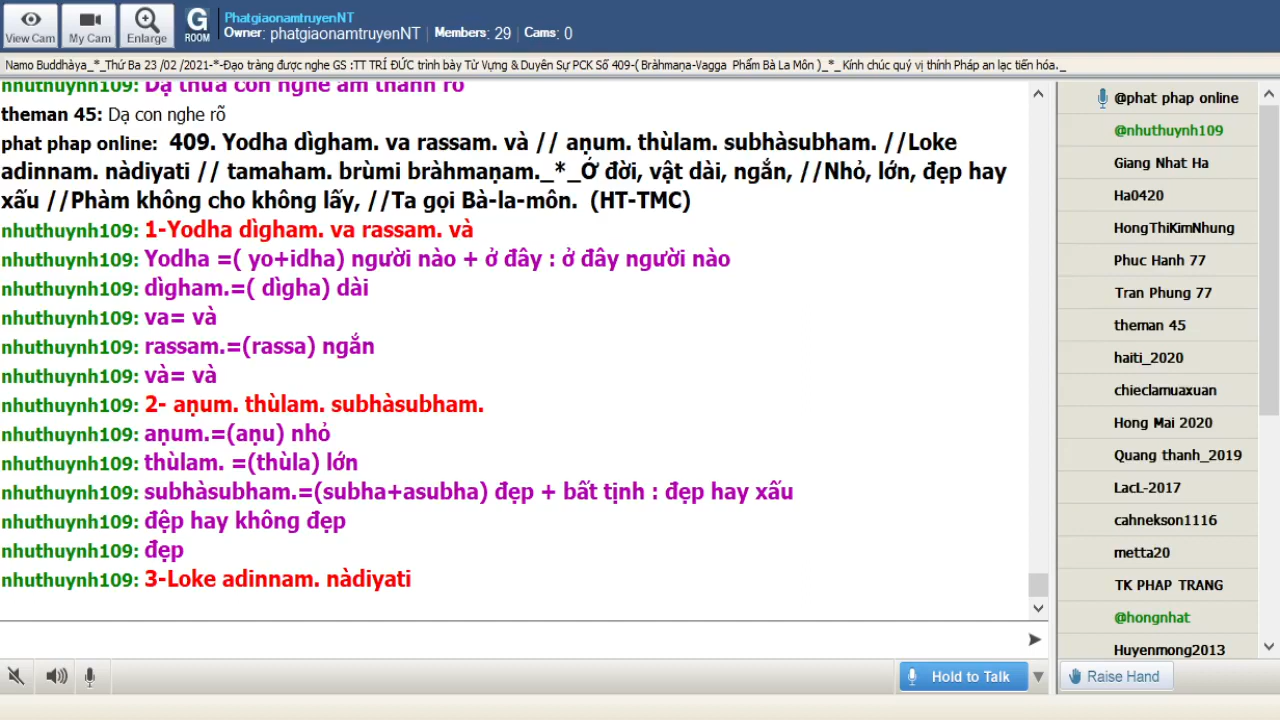 View Cam
My Cam
Enlarge
G
ROOM
PhatgiaonamtruyenNT
Owner: phatgiaonamtruyenNT | Members: 29 | Cams: 0
Namo Buddhàya_*_Thứ Ba 23 /02 /2021-*-Đạo tràng được nghe GS :TT TRÍ ĐỨC trình bày Từ Vựng & Duyên Sự PCK Số 409-( Bràhmaṇa-Vagga Phẩm Bà La Môn )_*_ Kính chúc quý vị thính Pháp an lạc tiến hóa._
nhuthuynh109: Dạ thưa con nghe âm thanh rõ
theman 45: Dạ con nghe rõ
phat phap online: 409. Yodha dìgham. va rassam. và // aṇum. thùlam. subhàsubham. //Loke
adinnam. nàdiyati // tamaham. brùmi bràhmaṇam._*_Ở đời, vật dài, ngắn, //Nhỏ, lớn, đẹp hay
xấu //Phàm không cho không lấy, //Ta gọi Bà-la-môn. (HT-TMC)
nhuthuynh109: 1-Yodha dìgham. va rassam. và
nhuthuynh109: Yodha =( yo+idha) người nào + ở đây : ở đây người nào
nhuthuynh109: dìgham.=( dìgha) dài
nhuthuynh109: va= và
nhuthuynh109: rassam.=(rassa) ngắn
nhuthuynh109: và= và
nhuthuynh109: 2- aṇum. thùlam. subhàsubham.
nhuthuynh109: aṇum.=(aṇu) nhỏ
nhuthuynh109: thùlam. =(thùla) lớn
nhuthuynh109: subhàsubham.=(subha+asubha) đẹp + bất tịnh : đẹp hay xấu
nhuthuynh109: đệp hay không đẹp
nhuthuynh109: đẹp
nhuthuynh109: 3-Loke adinnam. nàdiyati
@phat phap online
@nhuthuynh109
Giang Nhat Ha
Ha0420
HongThiKimNhung
Phuc Hanh 77
Tran Phung 77
theman 45
haiti_2020
chieclamuaxuan
Hong Mai 2020
Quang thanh_2019
LacL-2017
cahnekson1116
metta20
TK PHAP TRANG
@hongnhat
Huyenmong2013
Hold to Talk
Raise Hand